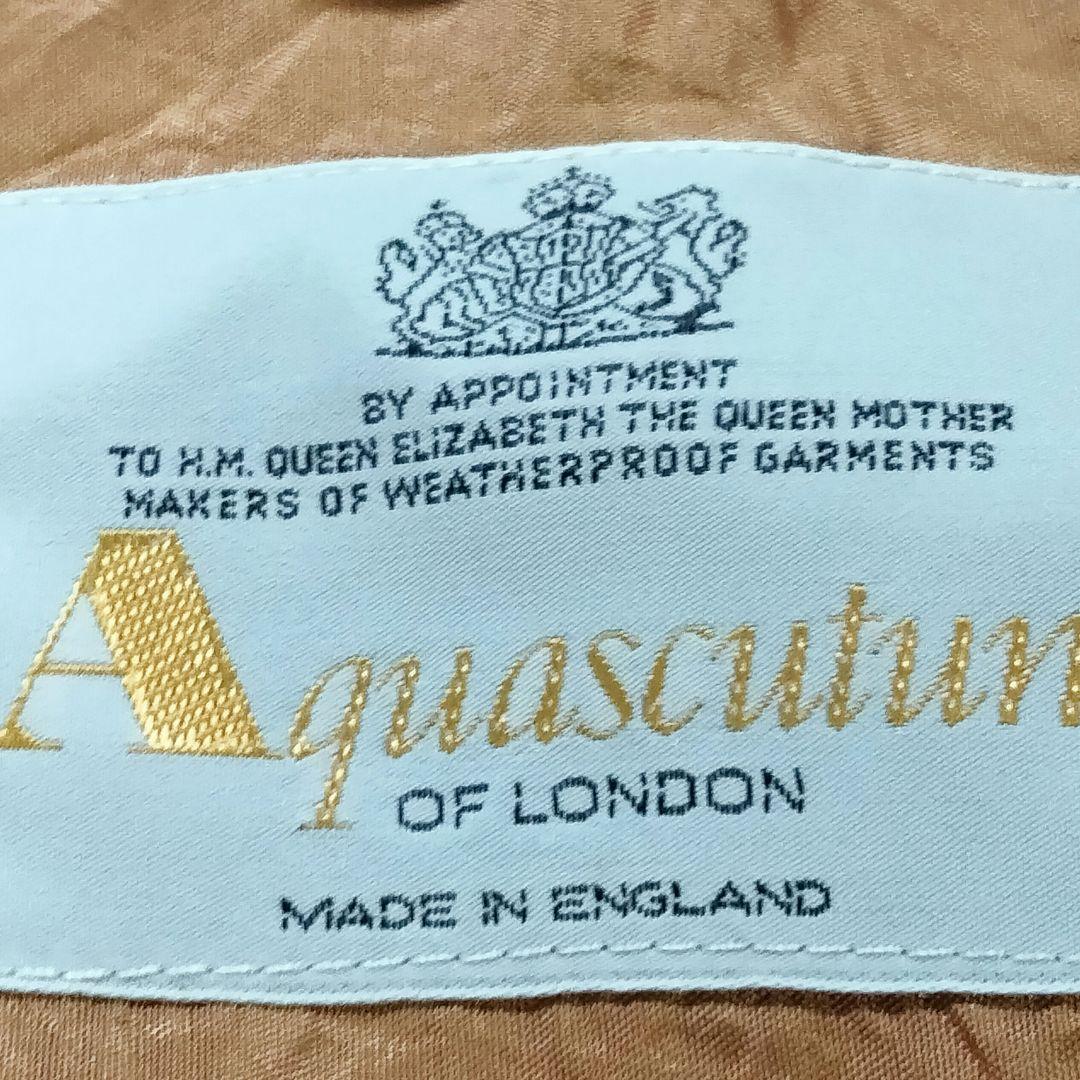 BY APPOINTMENT
TO H.M. QUEEN ELIZABETH THE QUEEN MOTHER
MAKERS OF WEATHERPROOF GARMENTS
Aquascutum
OF LONDON
MADE IN ENGLAND